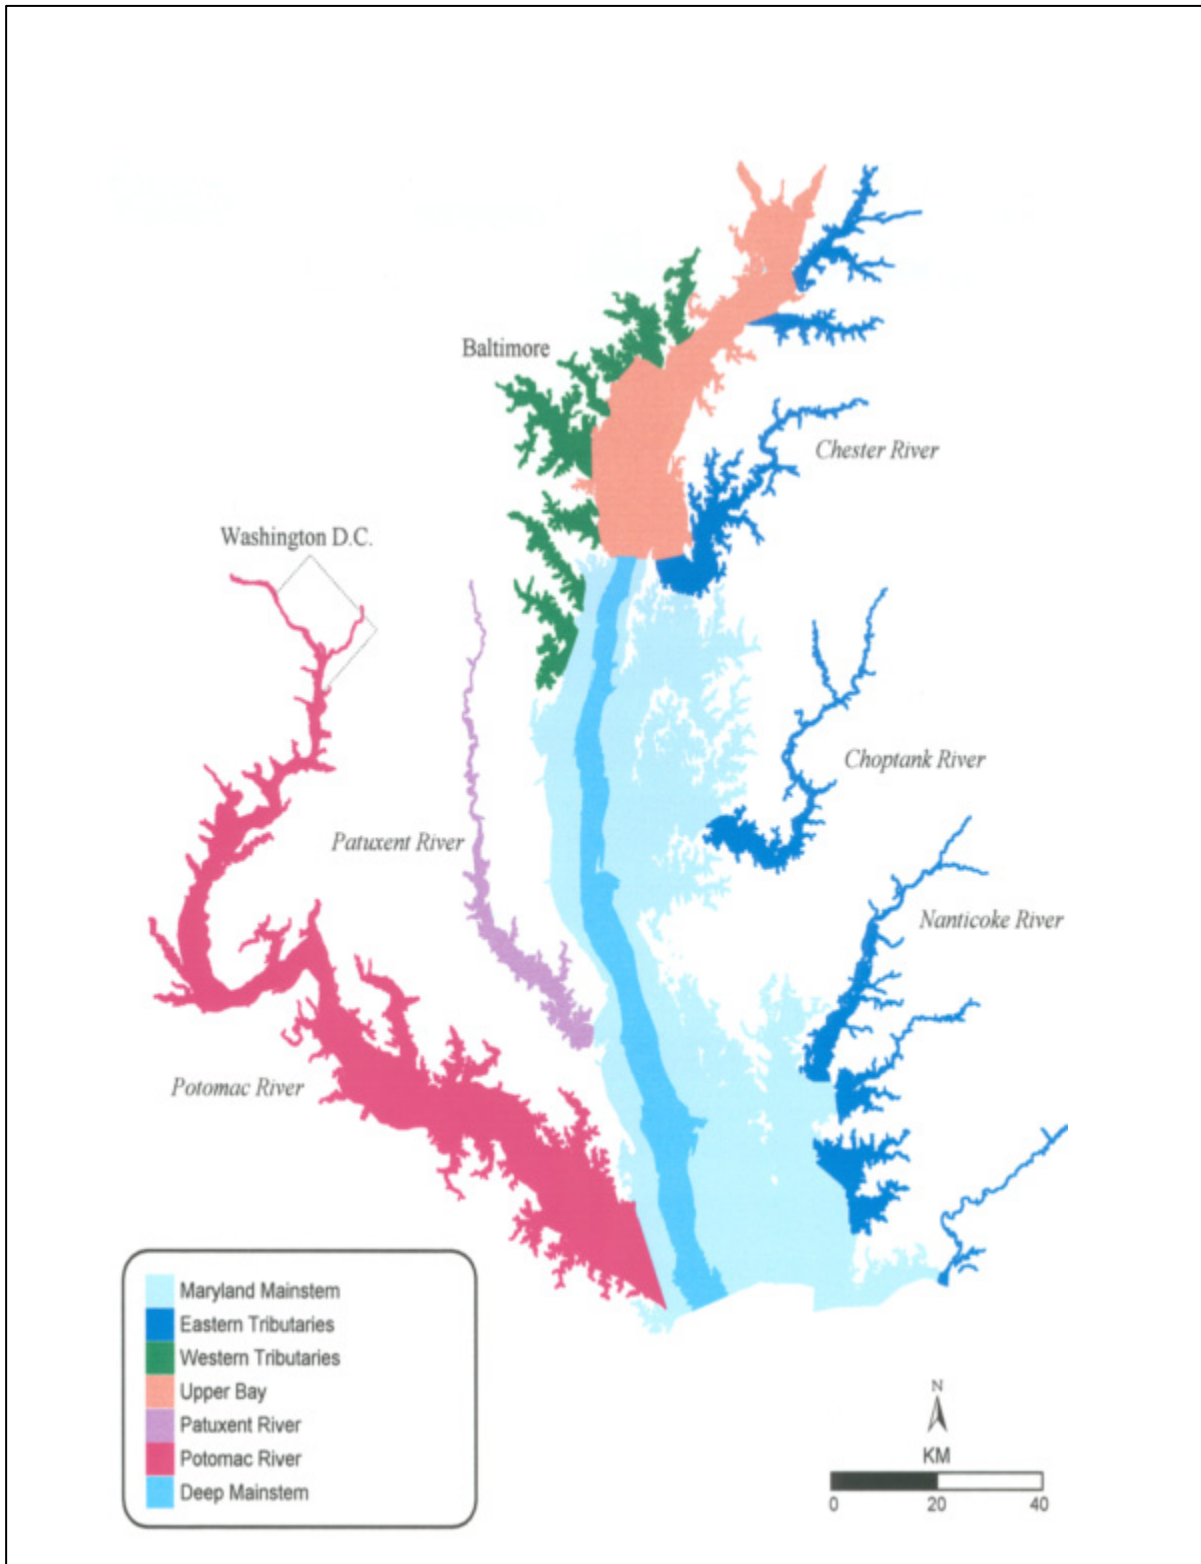 Baltimore
Chester River
Washington D.C.
Choptank River
Patuxent River
Nanticoke River
Potomac River
Maryland Mainstem
Eastern Tributaries
Western Tributaries
Upper Bay
Patuxent River
Potomac River
Deep Mainstem
N
KM
0 20 40